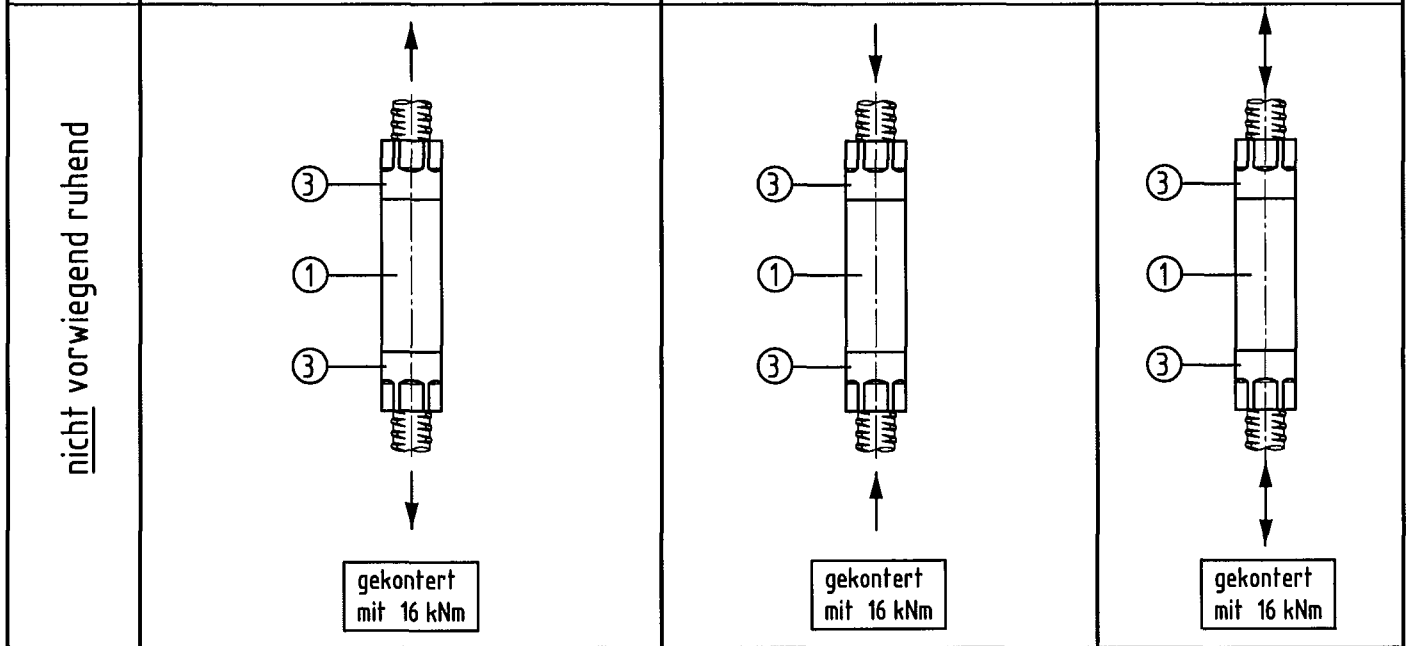 nicht vorwiegend ruhend
3
1
3
gekontert
mit 16 kNm
3
1
3
gekontert
mit 16 kNm
3
1
3
gekontert
mit 16 kNm